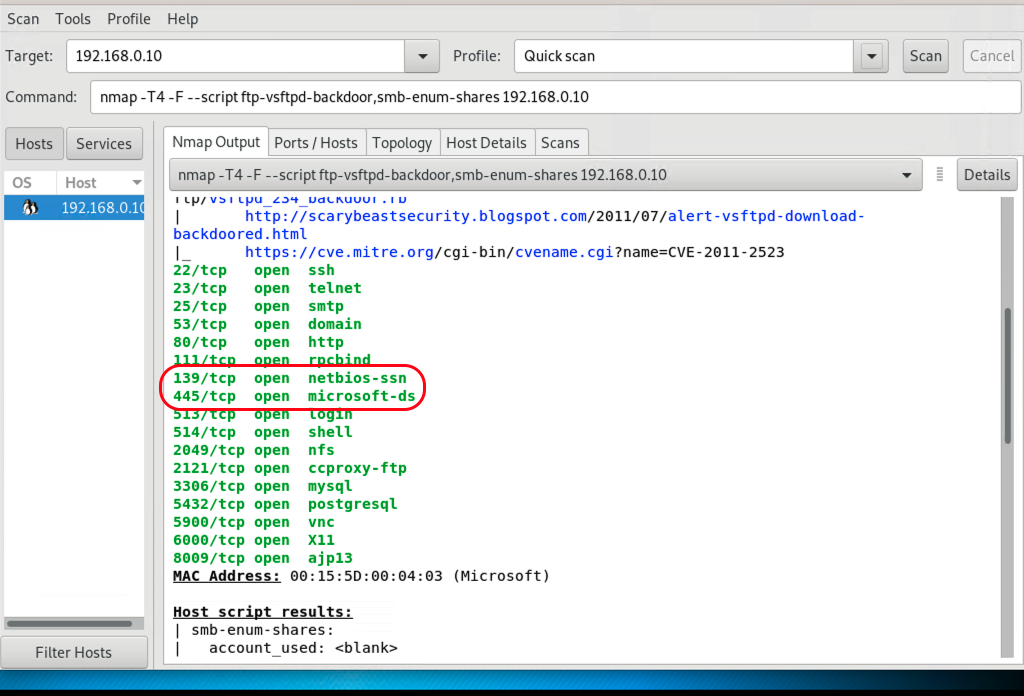 Scan Tools Profile Help
Target: 192.168.0.10 Profile: Quick scan Scan Cancel
Command: nmap -T4 -F --script ftp-vsftpd-backdoor,smb-enum-shares 192.168.0.10
Hosts Services
Nmap Output Ports / Hosts Topology Host Details Scans
OS Host
192.168.0.10
nmap -T4 -F --script ftp-vsftpd-backdoor,smb-enum-shares 192.168.0.10 Details
ftp/vsftpd_234_backdoor.rb
| http://scarybeastsecurity.blogspot.com/2011/07/alert-vsftpd-download-
backdoored.html
|_ https://cve.mitre.org/cgi-bin/cvename.cgi?name=CVE-2011-2523
22/tcp open ssh
23/tcp open telnet
25/tcp open smtp
53/tcp open domain
80/tcp open http
111/tcp open rpcbind
139/tcp open netbios-ssn
445/tcp open microsoft-ds
513/tcp open login
514/tcp open shell
2049/tcp open nfs
2121/tcp open ccproxy-ftp
3306/tcp open mysql
5432/tcp open postgresql
5900/tcp open vnc
6000/tcp open X11
8009/tcp open ajp13
MAC Address: 00:15:5D:00:04:03 (Microsoft)
Host script results:
| smb-enum-shares:
| account_used: <blank>
Filter Hosts